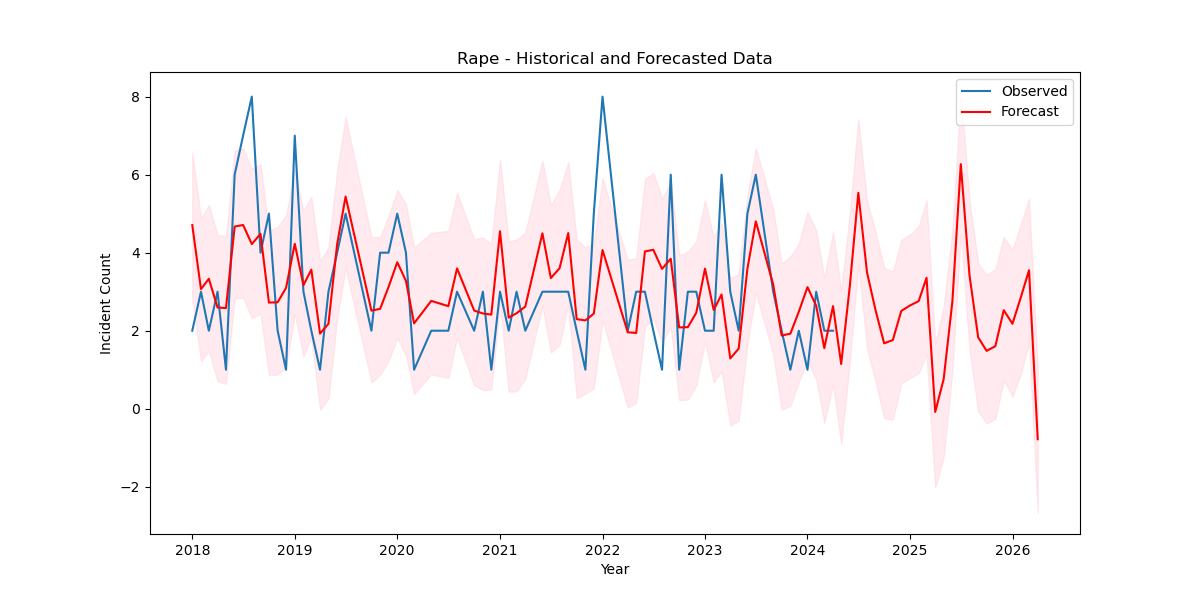 Rape - Historical and Forecasted Data
Observed
Forecast
Incident Count
8
6
4
2
0
−2
2018 2019 2020 2021 2022 2023 2024 2025 2026
Year